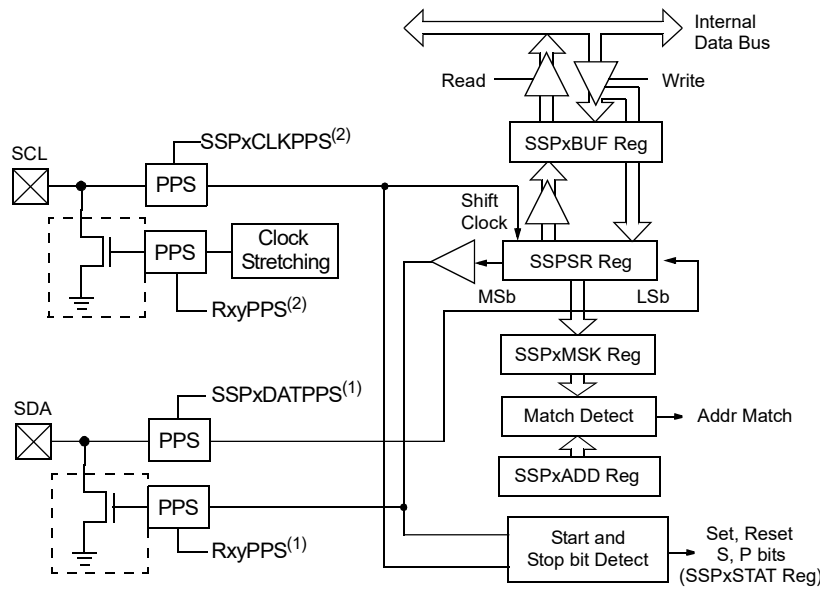 Internal
Data Bus
Read
Write
SSPxBUF Reg
SSPxCLKPPS(2)
SCL
PPS
Shift
Clock
PPS
Clock
Stretching
SSPSR Reg
MSb
LSb
RxyPPS(2)
SSPxMSK Reg
SSPxDATPPS(1)
SDA
PPS
Match Detect
Addr Match
SSPxADD Reg
PPS
RxyPPS(1)
Start and
Stop bit Detect
Set, Reset
S, P bits
(SSPxSTAT Reg)